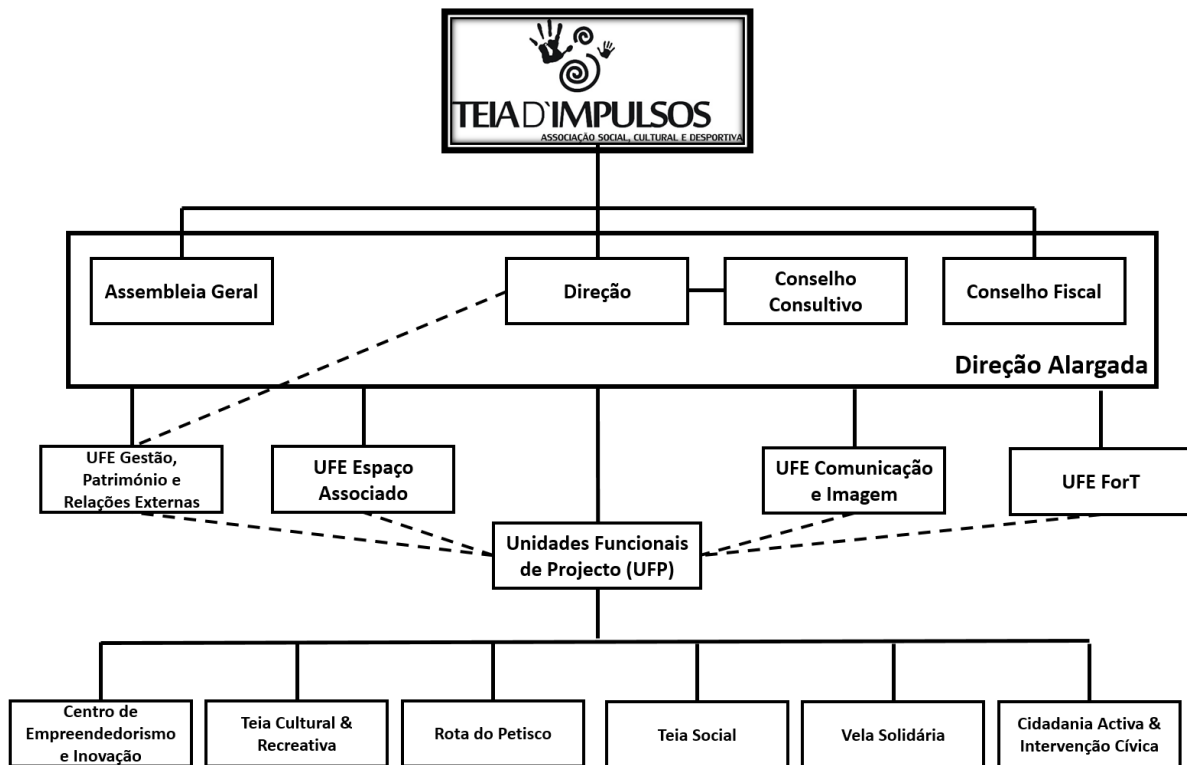 TEIA D'IMPULSOS
ASSOCIAÇÃO SOCIAL, CULTURAL E DESPORTIVA
Assembleia Geral
Direção
Conselho
Consultivo
Conselho Fiscal
Direção Alargada
UFE Gestão,
Património e
Relações Externas
UFE Espaço
Associado
UFE Comunicação
e Imagem
UFE ForT
Unidades Funcionais
de Projecto (UFP)
Centro de
Empreendedorismo
e Inovação
Teia Cultural &
Recreativa
Rota do Petisco
Teia Social
Vela Solidária
Cidadania Activa &
Intervenção Cívica